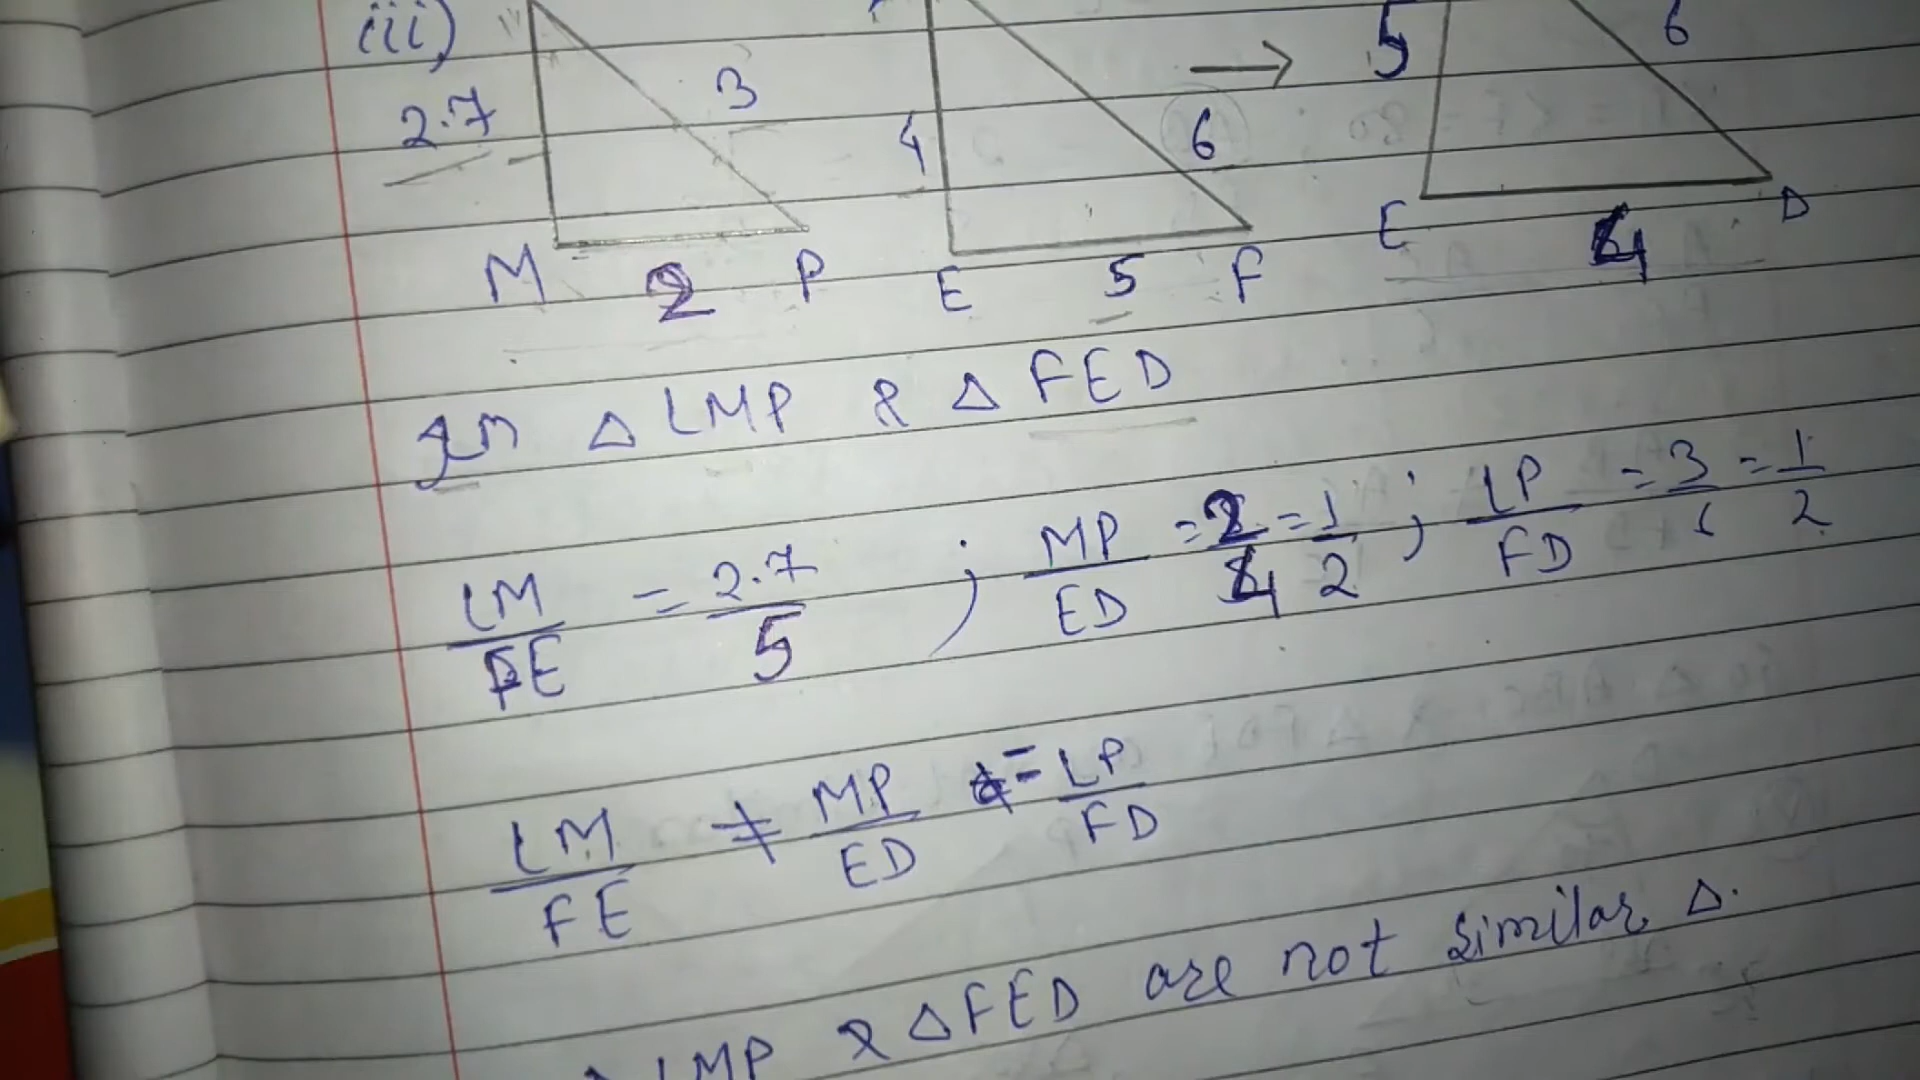 iii)
2.7 3 4 6 → 5 6
M 2 P E 5 F E 4 D
In △ LMP & △ FED
LM/FE = 2.7/5 ; MP/ED = 2/4 = 1/2 ; LP/FD = 3/6 = 1/2
LM/FE ≠ MP/ED = LP/FD
LMP & △FED are not similar △.